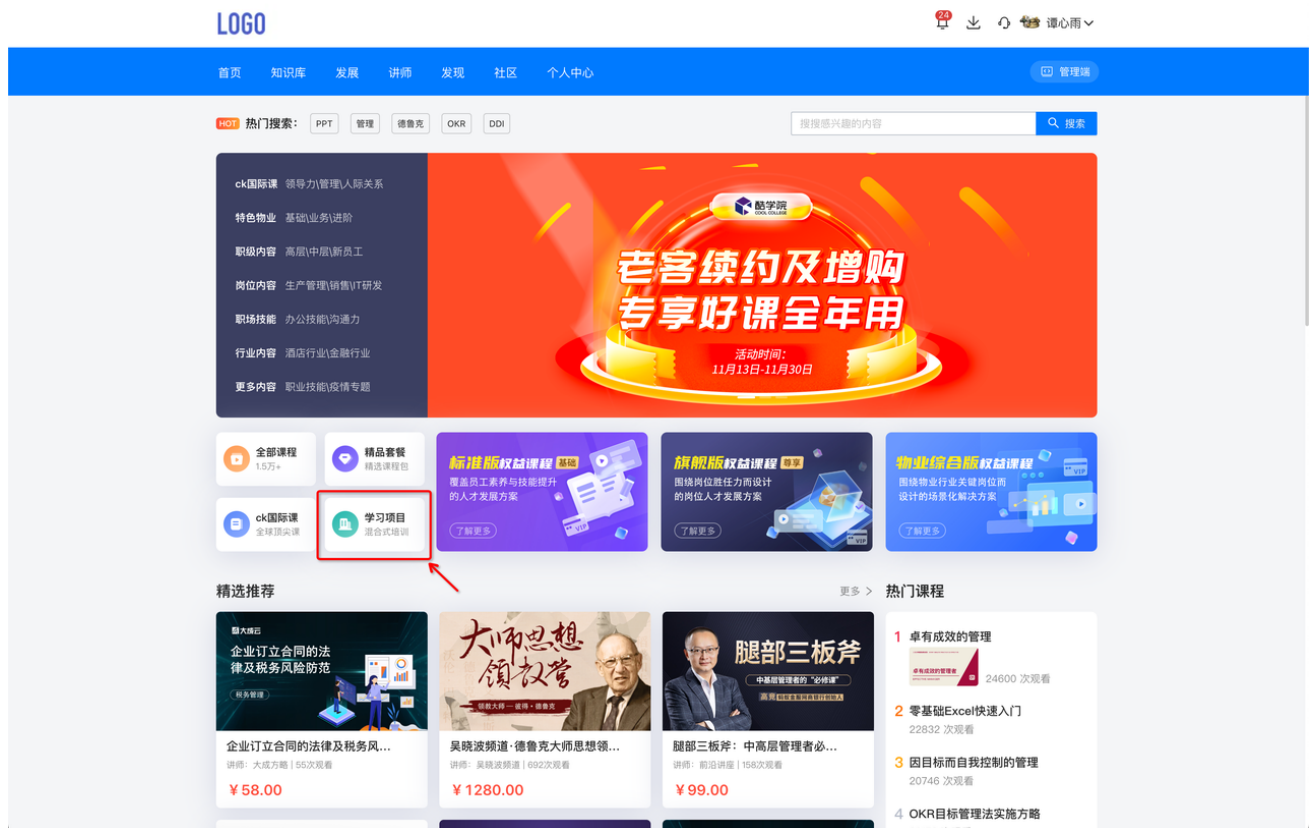 LOGO
24
谭心雨
首页 知识库 发展 讲师 发现 社区 个人中心
管理端
HOT 热门搜索： PPT 管理 德鲁克 OKR DDI
搜搜感兴趣的内容
搜索
ck国际课 领导力\管理\人际关系
特色物业 基础\业务\进阶
职级内容 高层\中层\新员工
岗位内容 生产管理\销售\IT研发
职场技能 办公技能\沟通力
行业内容 酒店行业\金融行业
更多内容 职业技能\疫情专题
酷学院
COOL COLLEGE
老客续约及增购
专享好课全年用
活动时间：
11月13日-11月30日
全部课程
1.5万+
精品套餐
精选课程包
ck国际课
全球顶尖课
学习项目
混合式培训
标准版权益课程 基础
覆盖员工素养与技能提升
的人才发展方案
了解更多
VIP
旗舰版权益课程 尊享
围绕岗位胜任力而设计
的岗位人才发展方案
了解更多
VIP
物业综合版权益课程
围绕物业行业关键岗位而
设计的场景化解决方案
了解更多
VIP
精选推荐
更多 >
热门课程
大成云
企业订立合同的法
律及税务风险防范
税务管理
企业订立合同的法律及税务风...
讲师：大成方略 | 55次观看
￥58.00
大师思想
领教堂
领教大师—彼得·德鲁克
吴晓波频道·德鲁克大师思想领...
讲师：吴晓波频道 | 692次观看
￥1280.00
腿部三板斧
中基层管理者的“必修课”
腿部三板斧：中高层管理者必...
讲师：前沿讲座 | 158次观看
￥99.00
1 卓有成效的管理
卓有成效的管理者
24600 次观看
2 零基础Excel快速入门
22832 次观看
3 因目标而自我控制的管理
20746 次观看
4 OKR目标管理法实施方略